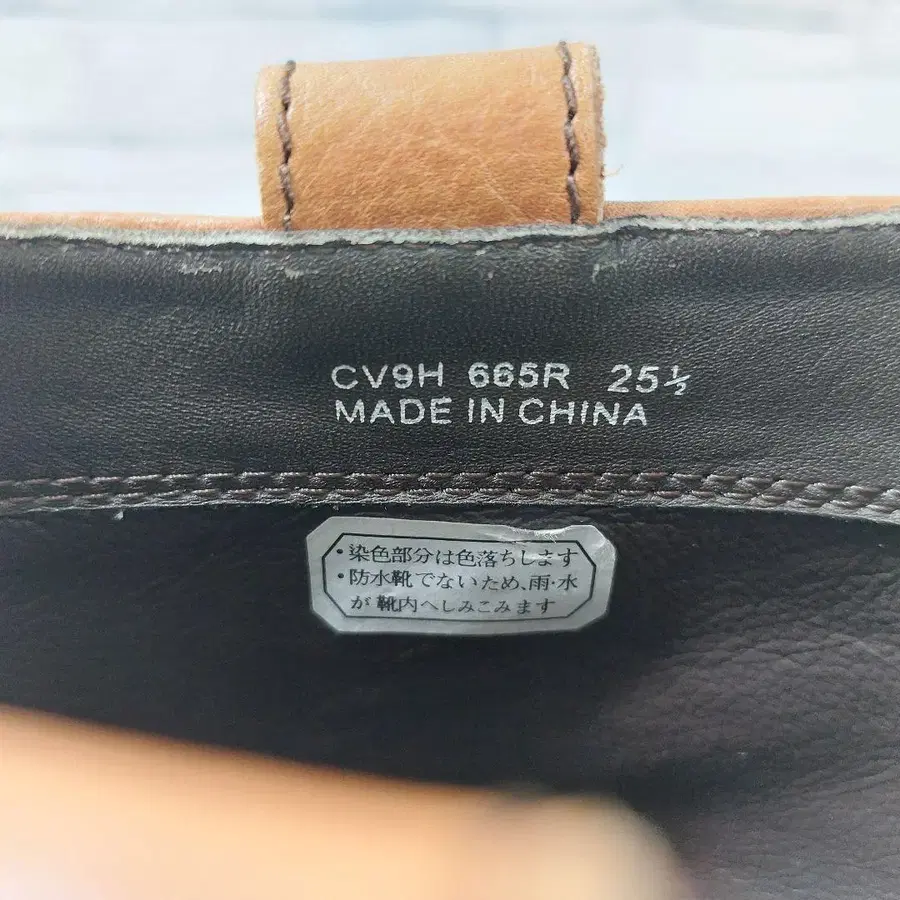 CV9H 665R 25½
MADE IN CHINA
・染色部分は色落ちします
・防水靴でないため、雨・水
が靴内へしみこみます